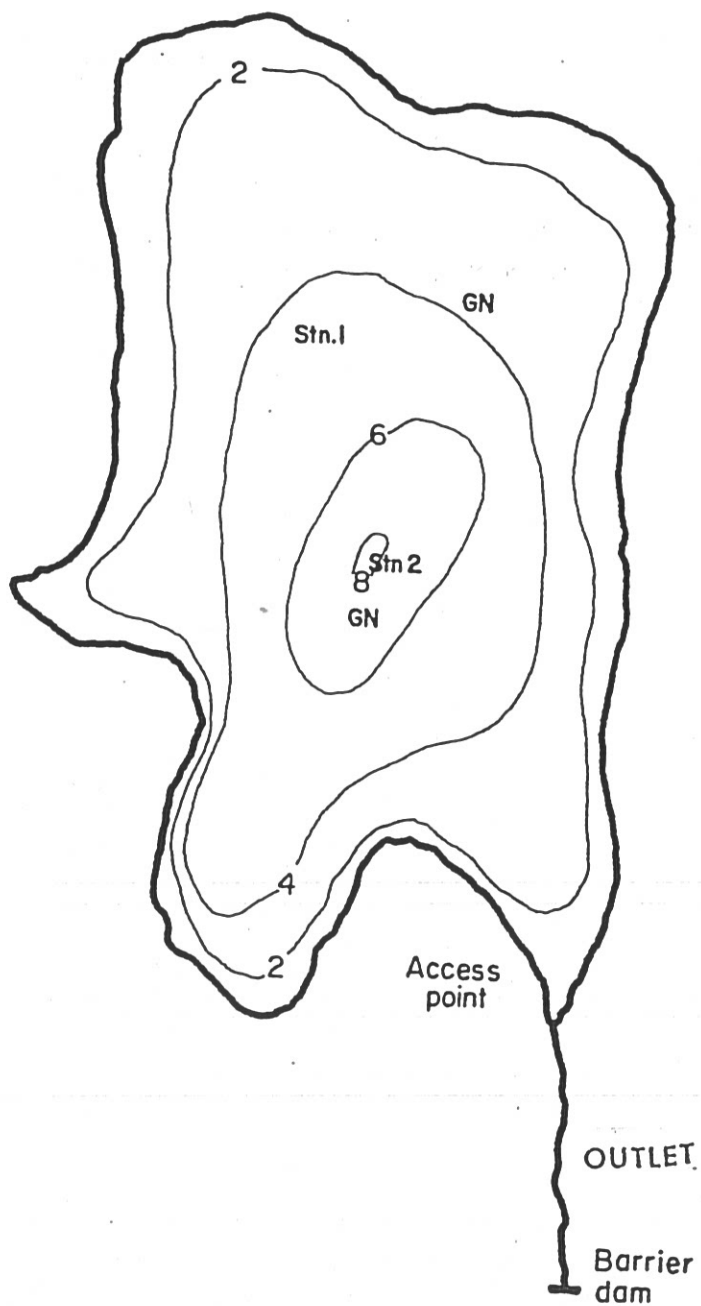 2
GN
Stn.1
6
Stn 2
8
GN
4
2
Access
point
OUTLET
Barrier
dam